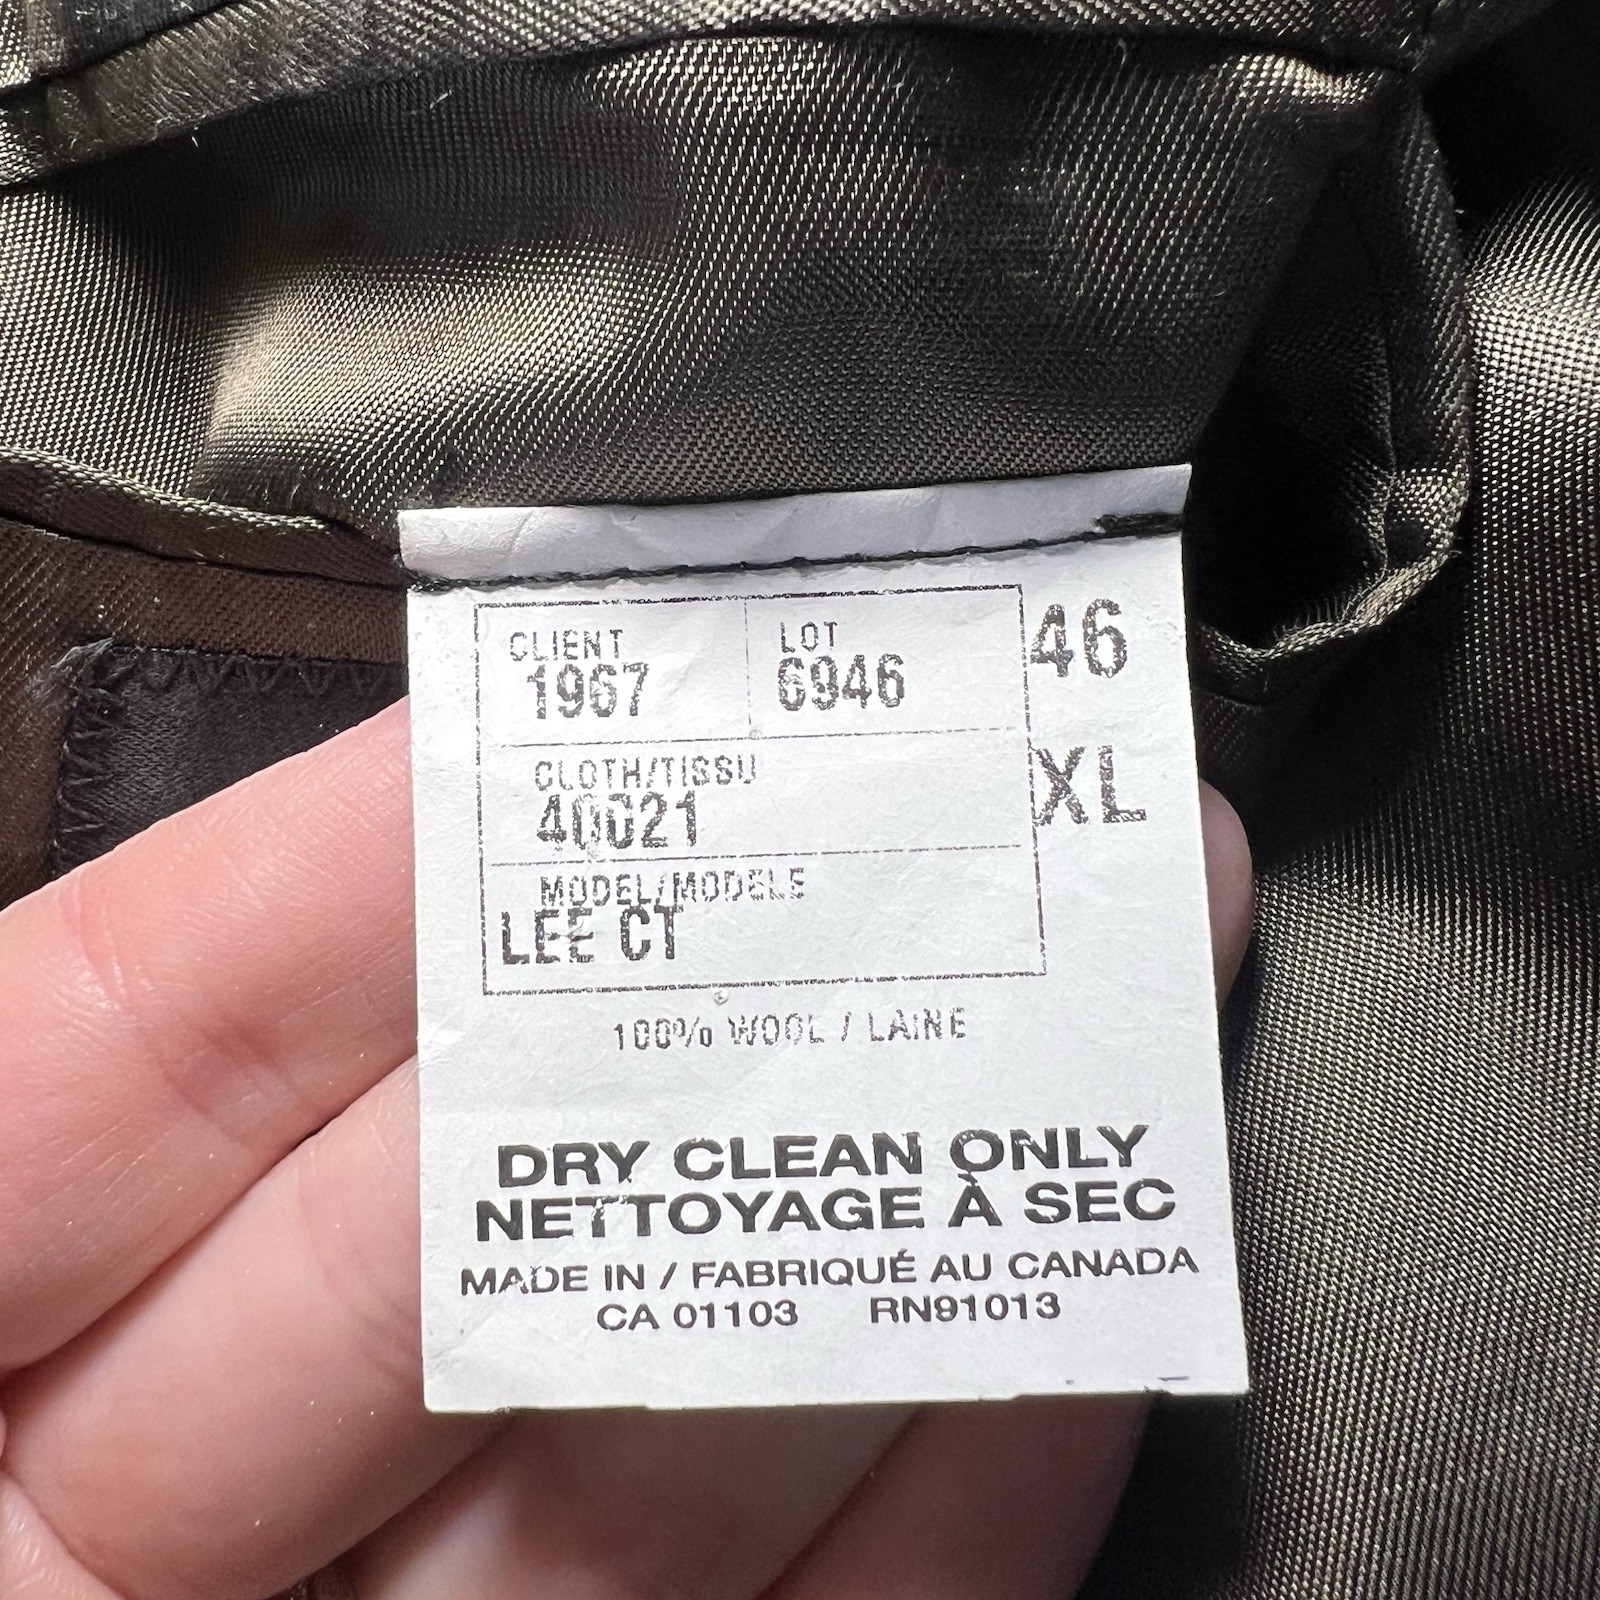 CLIENT LOT 46
1967 6946
CLOTH/TISSU XL
40021
MODEL/MODELE
LEE CT
100% WOOL / LAINE
DRY CLEAN ONLY
NETTOYAGE À SEC
MADE IN / FABRIQUÉ AU CANADA
CA 01103 RN91013